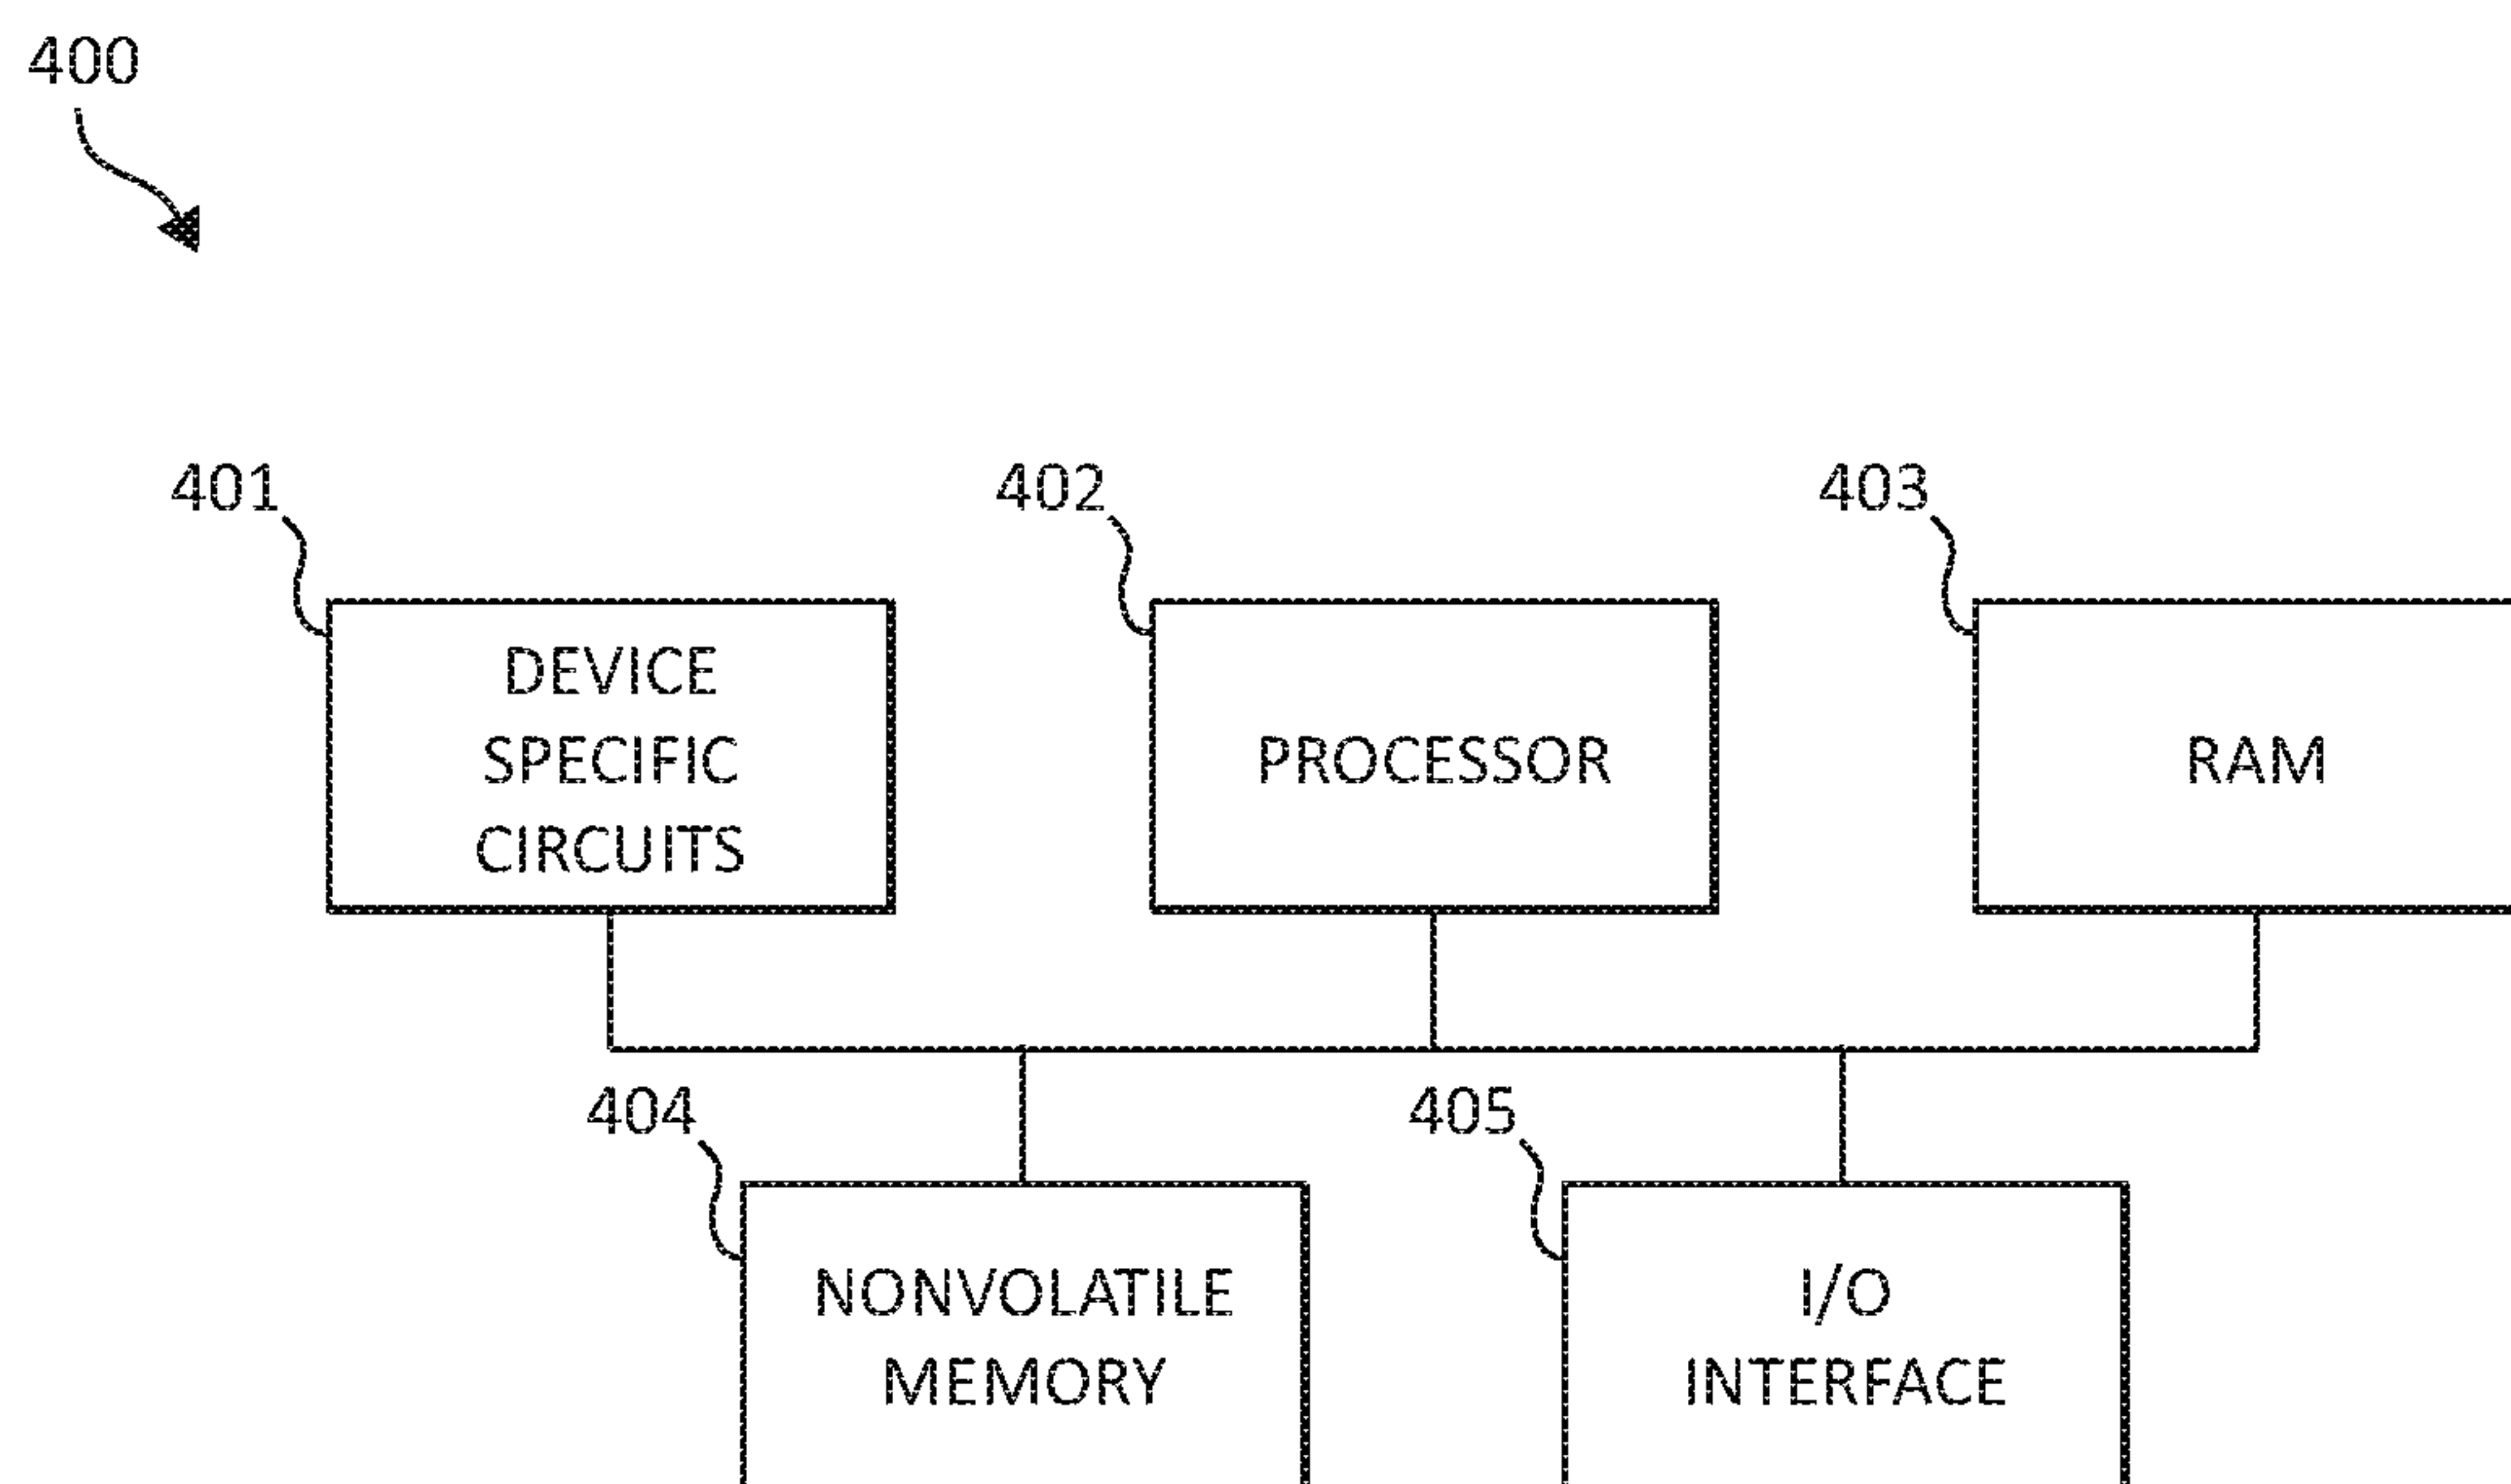 400
401
402
403
DEVICE
SPECIFIC
CIRCUITS
PROCESSOR
RAM
404
405
NONVOLATILE
MEMORY
I/O
INTERFACE